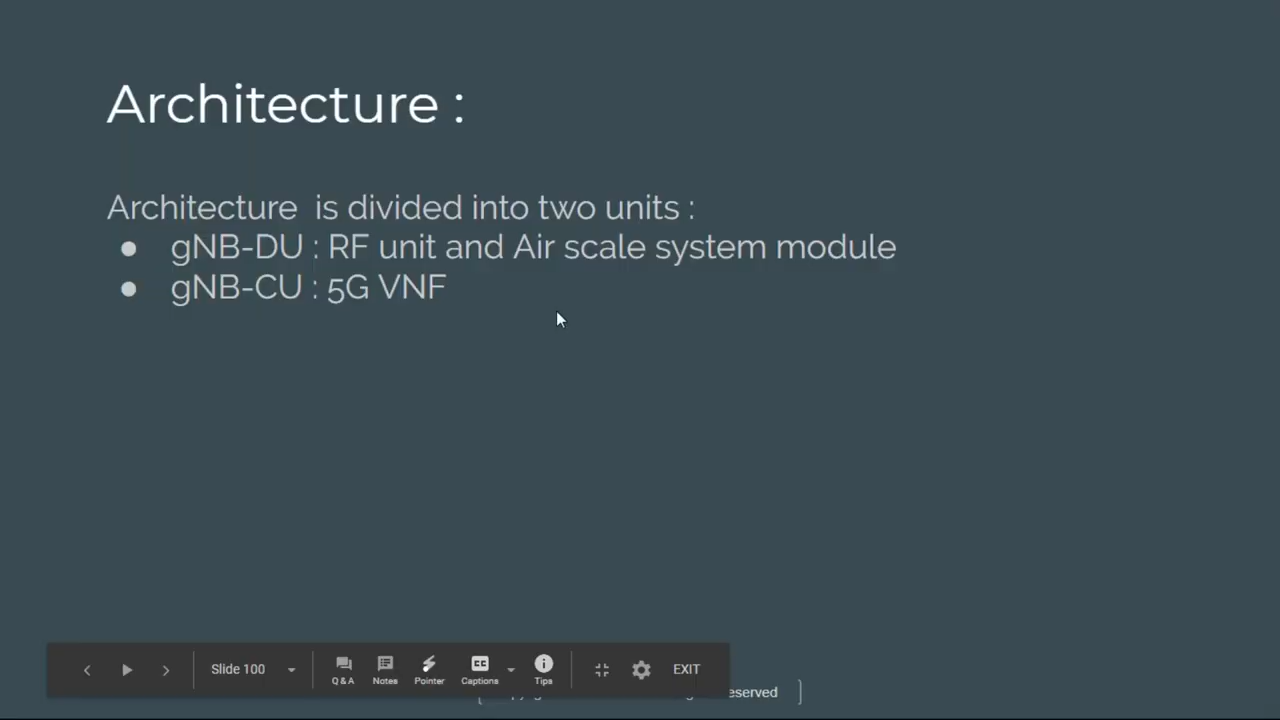 Architecture :
Architecture is divided into two units :
● gNB-DU : RF unit and Air scale system module
● gNB-CU : 5G VNF
Slide 100
Q & A
Notes
Pointer
CC
Captions
Tips
EXIT